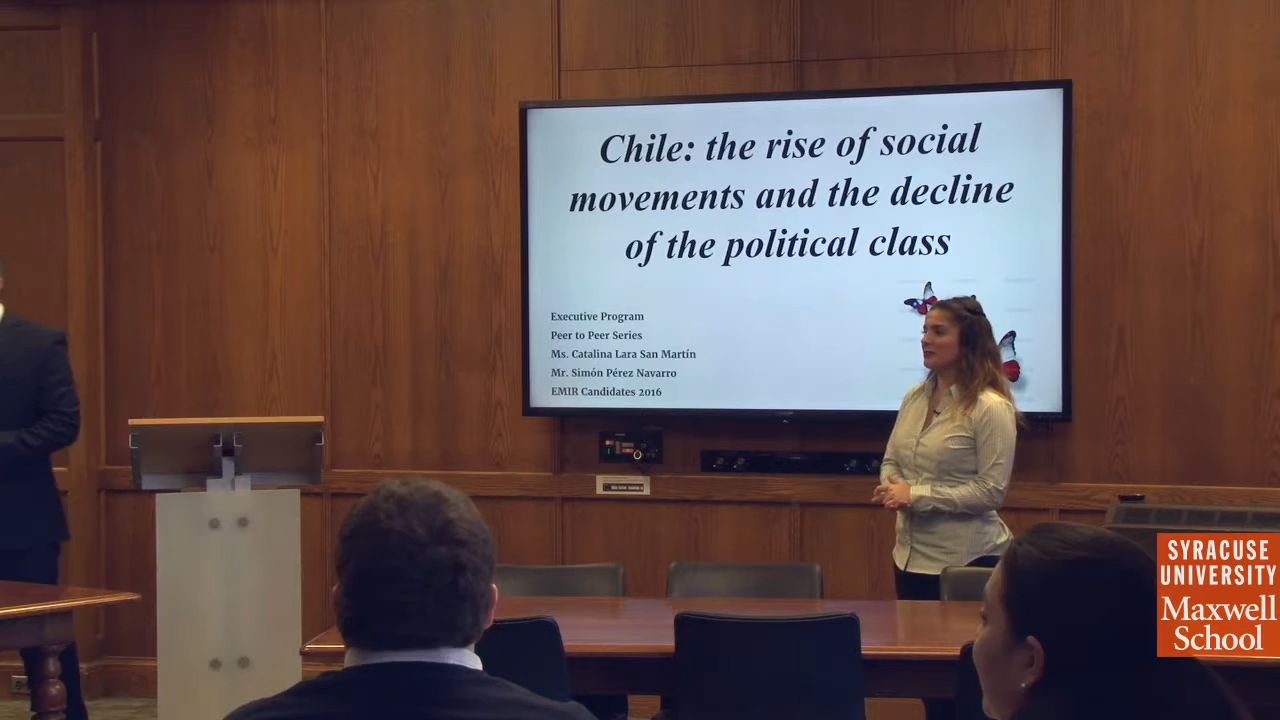 Chile: the rise of social
movements and the decline
of the political class
Executive Program
Peer to Peer Series
Ms. Catalina Lara San Martín
Mr. Simón Pérez Navarro
EMIR Candidates 2016
SYRACUSE
UNIVERSITY
Maxwell
School